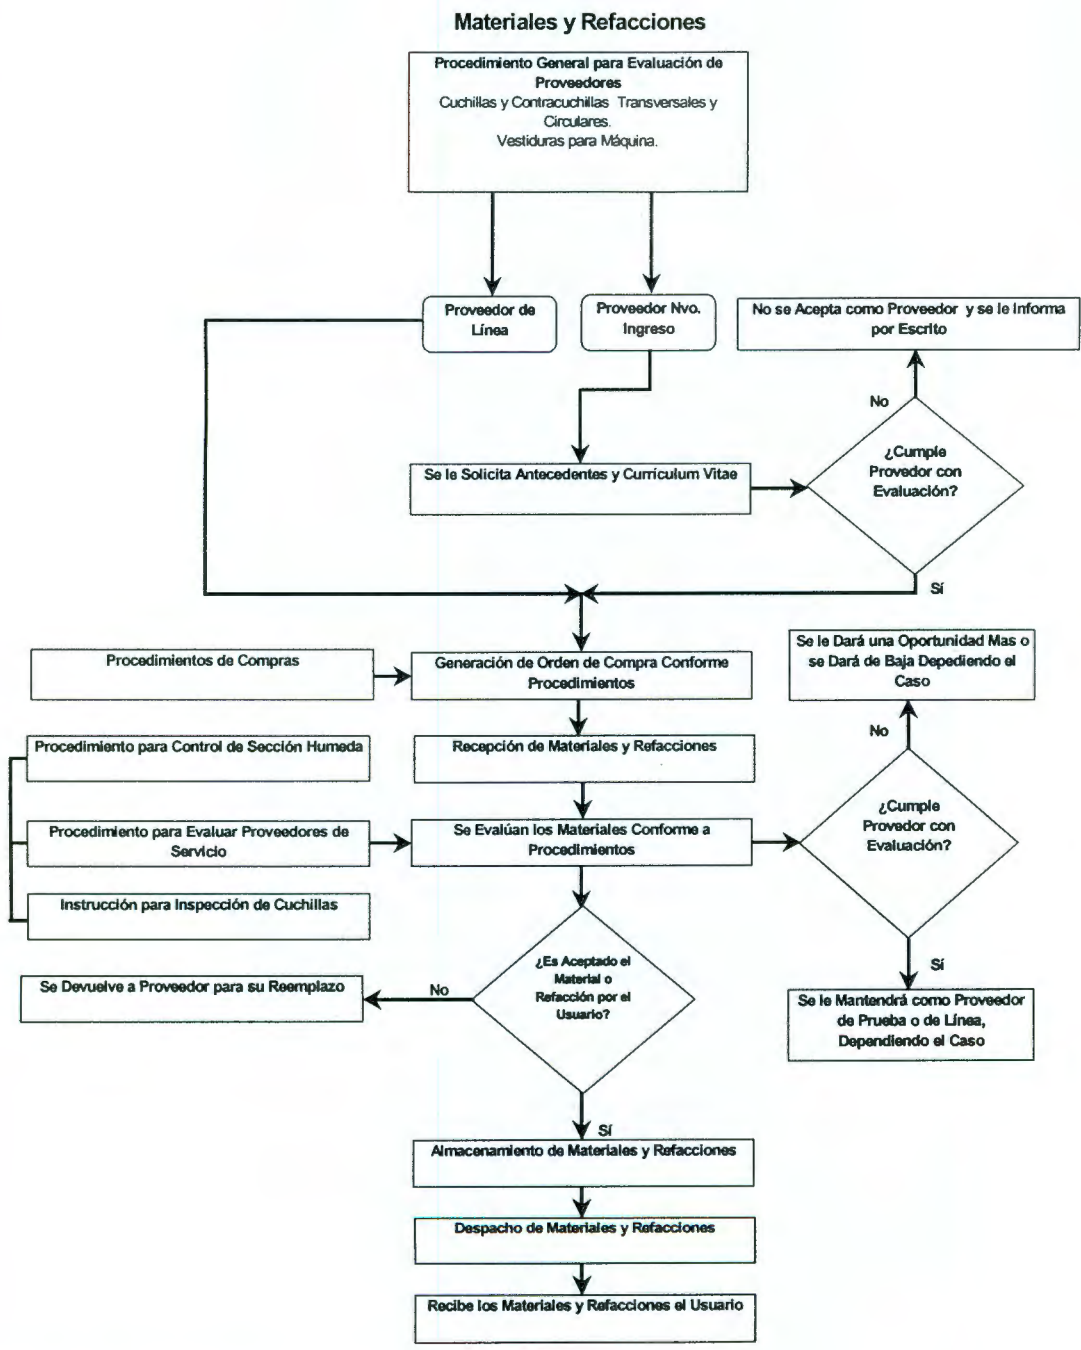 Materiales y Refacciones
Procedimiento General para Evaluación de
Proveedores
Cuchillas y Contracuchillas Transversales y
Circulares.
Vestiduras para Máquina.
Proveedor de
Línea
Proveedor Nvo.
Ingreso
No se Acepta como Proveedor y se le Informa
por Escrito
No
¿Cumple
Provedor con
Evaluación?
Se le Solicita Antecedentes y Curriculum Vitae
Sí
Procedimientos de Compras
Generación de Orden de Compra Conforme
Procedimientos
Se le Dará una Oportunidad Mas o
se Dará de Baja Depediendo el
Caso
No
Procedimiento para Control de Sección Humeda
Recepción de Materiales y Refacciones
¿Cumple
Provedor con
Evaluación?
Procedimiento para Evaluar Proveedores de
Servicio
Se Evalúan los Materiales Conforme a
Procedimientos
Instrucción para Inspección de Cuchillas
¿Es Aceptado el
Material o
Refacción por el
Usuario?
Sí
Se Devuelve a Proveedor para su Reemplazo
No
Se le Mantendrá como Proveedor
de Prueba o de Línea,
Dependiendo el Caso
Sí
Almacenamiento de Materiales y Refacciones
Despacho de Materiales y Refacciones
Recibe los Materiales y Refacciones el Usuario